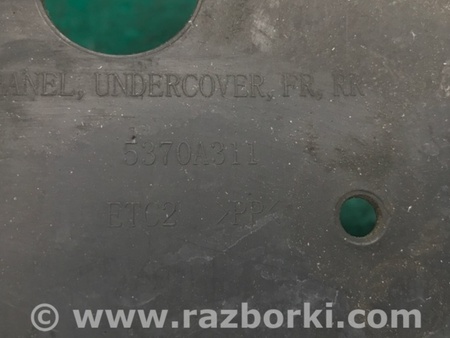 ANEL, UNDERCOVER, FR, RR
5370A311
© www.razborki.com